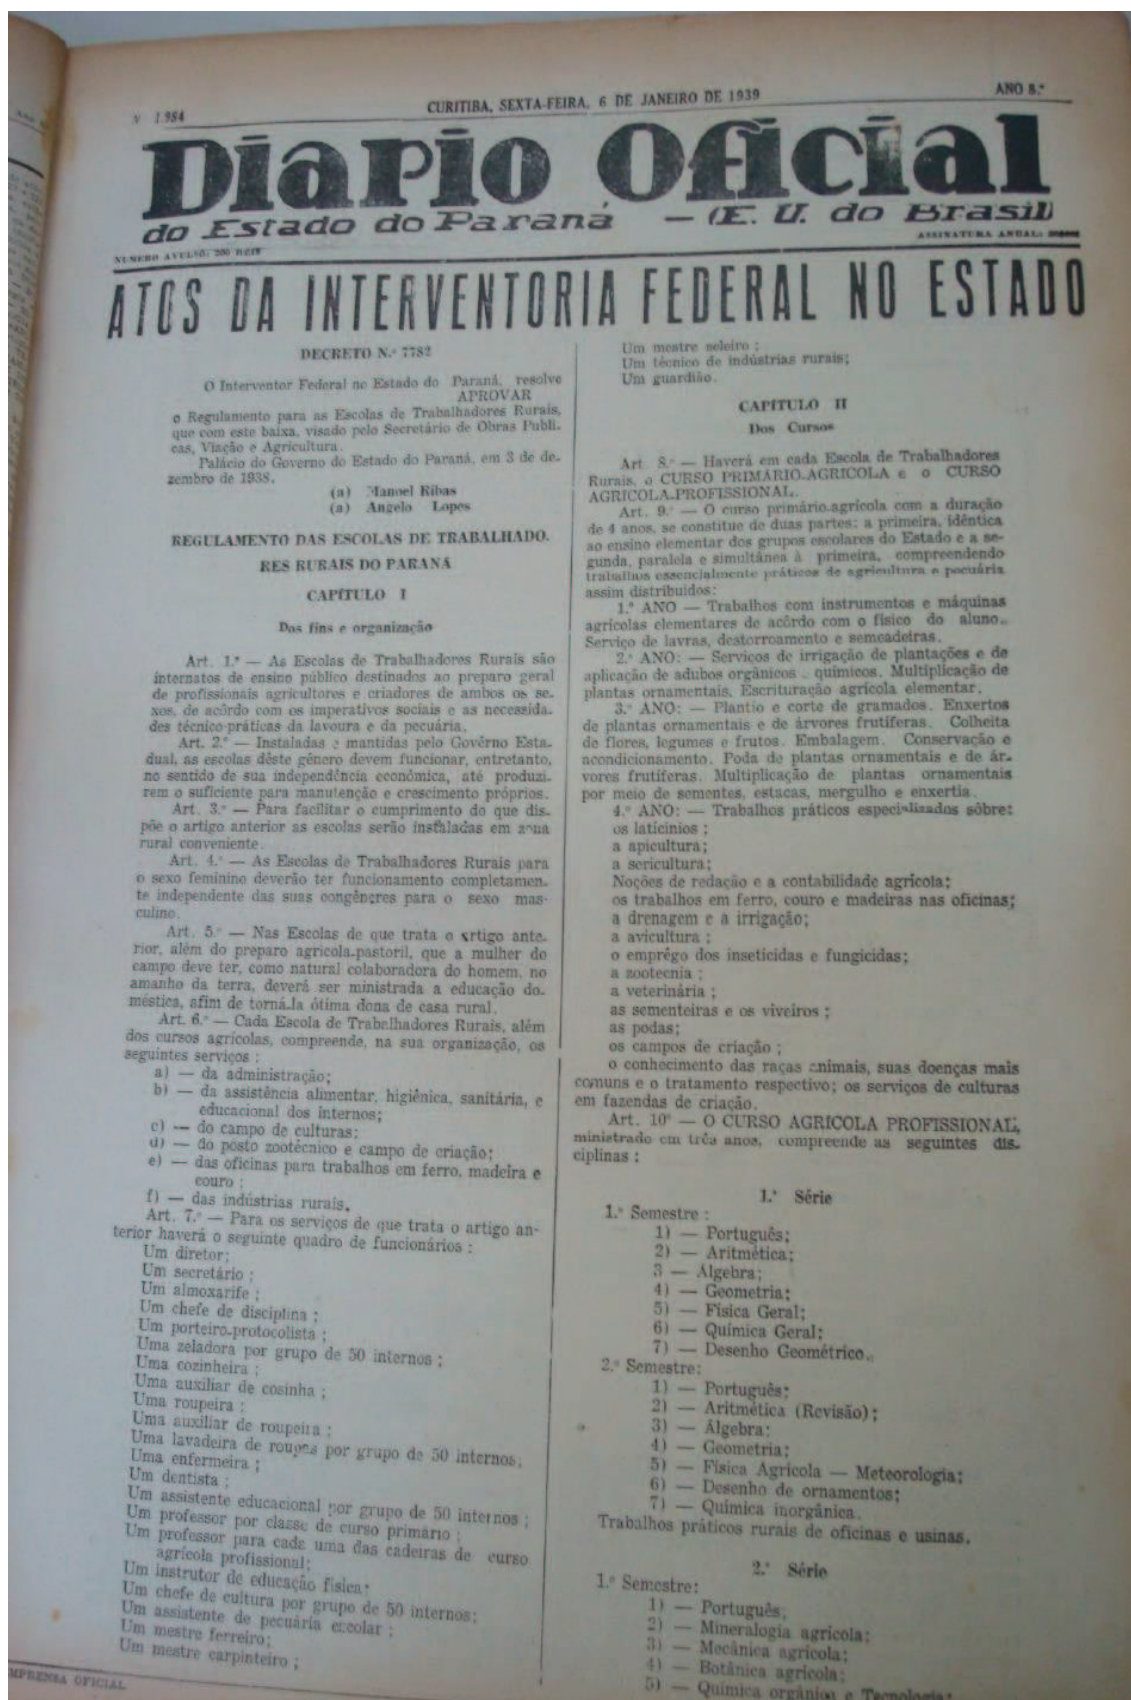 1.984
CURITIBA, SEXTA-FEIRA, 6 DE JANEIRO DE 1939
ANO 8.º
Diario Oficial
do Estado do Paraná — (E. U. do Brasil)
NUMERO AVULSO: 200 REIS
ASSINATURA ANUAL:
ATOS DA INTERVENTORIA FEDERAL NO ESTADO
DECRETO N.º 7782
O Interventor Federal no Estado do Paraná, resolve
APROVAR
o Regulamento para as Escolas de Trabalhadores Rurais,
que com este baixa, visado pelo Secretário de Obras Publi-
cas, Viação e Agricultura.
Palácio do Governo do Estado do Paraná, em 3 de de-
zembro de 1938.
(a) Manoel Ribas
(a) Angelo Lopes
REGULAMENTO DAS ESCOLAS DE TRABALHADO.
RES RURAIS DO PARANÁ
CAPÍTULO I
Dos fins e organização
Art. 1.º — As Escolas de Trabalhadores Rurais são
internatos de ensino público destinados ao preparo geral
de profissionais agricultores e criadores de ambos os se-
xos, de acôrdo com os imperativos sociais e as necessida-
des técnico-práticas da lavoura e da pecuária.
Art. 2.º — Instaladas e mantidas pelo Govêrno Esta-
dual, as escolas dêste gênero devem funcionar, entretanto,
no sentido de sua independência econômica, até produzi-
rem o suficiente para manutenção e crescimento próprios.
Art. 3.º — Para facilitar o cumprimento do que dis-
põe o artigo anterior as escolas serão instaladas em zona
rural conveniente.
Art. 4.º — As Escolas de Trabalhadores Rurais para
o sexo feminino deverão ter funcionamento completamen-
te independente das suas congêneres para o sexo mas-
culino.
Art. 5.º — Nas Escolas de que trata o artigo ante-
rior, além do preparo agricola-pastoril, que a mulher do
campo deve ter, como natural colaboradora do homem, no
amanho da terra, deverá ser ministrada a educação do-
méstica, afim de torná-la ótima dona de casa rural.
Art. 6.º — Cada Escola de Trabalhadores Rurais, além
dos cursos agrícolas, compreende, na sua organização, os
seguintes serviços :
a) — da administração;
b) — da assistência alimentar, higiênica, sanitária, e
educacional dos internos;
c) — do campo de culturas;
d) — do posto zootécnico e campo de criação;
e) — das oficinas para trabalhos em ferro, madeira e
couro ;
f) — das indústrias rurais.
Art. 7.º — Para os serviços de que trata o artigo an-
terior haverá o seguinte quadro de funcionários :
Um diretor;
Um secretário ;
Um almoxarife ;
Um chefe de disciplina ;
Um porteiro-protocolista ;
Uma zeladora por grupo de 50 internos ;
Uma cozinheira ;
Uma auxiliar de cosinha ;
Uma roupeira ;
Uma auxiliar de roupeira ;
Uma lavadeira de roupas por grupo de 50 internos;
Uma enfermeira ;
Um dentista ;
Um assistente educacional por grupo de 50 internos ;
Um professor por classe de curso primário ;
Um professor para cada uma das cadeiras de curso
agrícola profissional;
Um instrutor de educação física;
Um chefe de cultura por grupo de 50 internos;
Um assistente de pecuária escolar ;
Um mestre ferreiro;
Um mestre carpinteiro ;
IMPRENSA OFICIAL
Um mestre seleiro ;
Um técnico de indústrias rurais;
Um guardião.
CAPÍTULO II
Dos Cursos
Art. 8.º — Haverá em cada Escola de Trabalhadores
Rurais, o CURSO PRIMÁRIO-AGRICOLA e o CURSO
AGRICOLA-PROFISSIONAL.
Art. 9.º — O curso primário-agrícola com a duração
de 4 anos, se constitue de duas partes: a primeira, idêntica
ao ensino elementar dos grupos escolares do Estado e a se-
gunda, paralela e simultânea à primeira, compreendendo
trabalhos essencialmente práticos de agricultura e pecuária
assim distribuidos:
1.º ANO — Trabalhos com instrumentos e máquinas
agrícolas elementares de acôrdo com o físico do aluno.
Serviço de lavras, destorroamento e semeadeiras.
2.º ANO: — Serviços de irrigação de plantações e de
aplicação de adubos orgânicos químicos. Multiplicação de
plantas ornamentais. Escrituração agrícola elementar.
3.º ANO: — Plantio e corte de gramados. Enxertos
de plantas ornamentais e de árvores frutíferas. Colheita
de flores, legumes e frutos. Embalagem. Conservação e
acondicionamento. Poda de plantas ornamentais e de ár-
vores frutíferas. Multiplicação de plantas ornamentais
por meio de sementes, estacas, mergulho e enxertia.
4.º ANO: — Trabalhos práticos especializados sôbre:
os laticinios ;
a apicultura;
a sericultura;
Noções de redação e a contabilidade agrícola;
os trabalhos em ferro, couro e madeiras nas oficinas;
a drenagem e a irrigação;
a avicultura ;
o emprêgo dos inseticidas e fungicidas;
a zootecnia ;
a veterinária ;
as sementeiras e os viveiros ;
as podas;
os campos de criação ;
o conhecimento das raças animais, suas doenças mais
comuns e o tratamento respectivo; os serviços de culturas
em fazendas de criação.
Art. 10º — O CURSO AGRÍCOLA PROFISSIONAL,
ministrado em três anos, compreende as seguintes dis-
ciplinas :
1.ª Série
1.º Semestre :
1) — Português;
2) — Aritmética;
3 — Álgebra;
4) — Geometria;
5) — Física Geral;
6) — Química Geral;
7) — Desenho Geométrico.
2.º Semestre:
1) — Português;
2) — Aritmética (Revisão);
3) — Álgebra;
4) — Geometria;
5) — Física Agrícola — Meteorologia;
6) — Desenho de ornamentos;
7) — Química inorgânica.
Trabalhos práticos rurais de oficinas e usinas.
2.ª Série
1.º Semestre:
1) — Português;
2) — Mineralogia agrícola;
3) — Mecânica agrícola;
4) — Botânica agrícola;
5) — Química orgânica e Tecnologia;